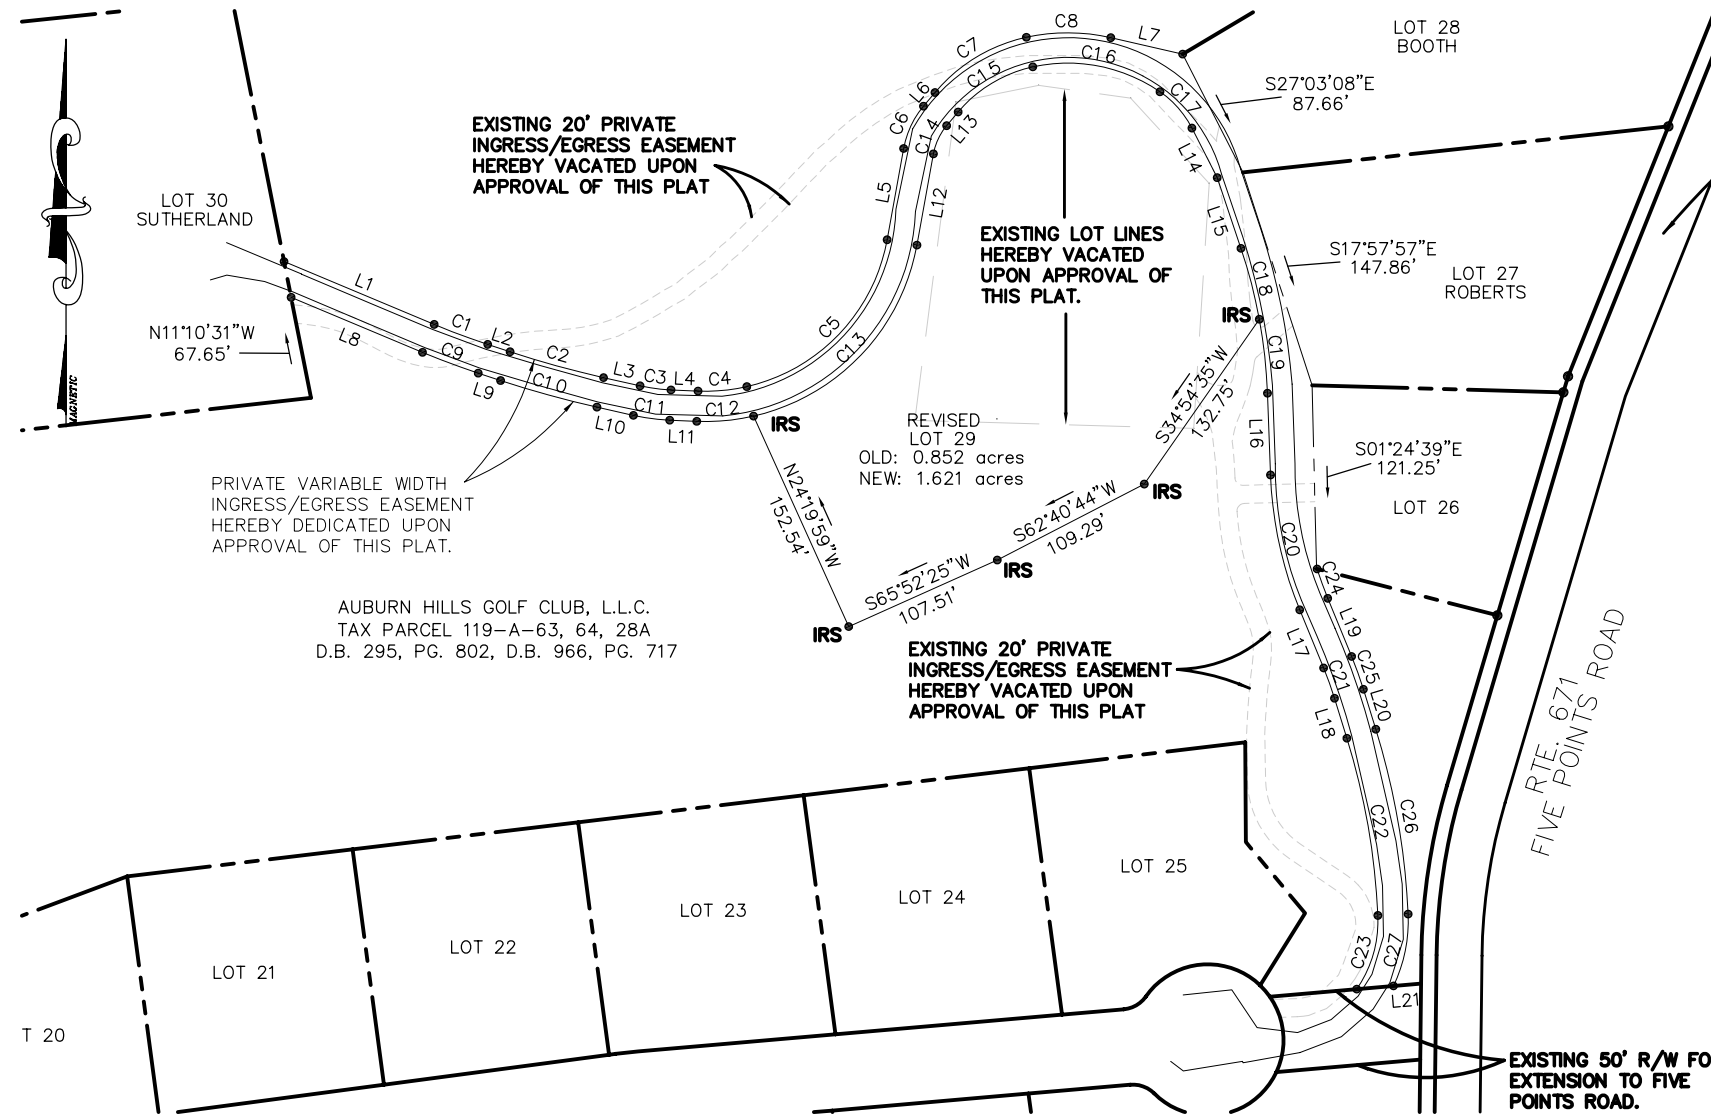 C8
L7
C7
C16
C15
L6
C17
C6
C14
L13
L14
LOT 28
BOOTH
S27°03'08"E
87.66'
EXISTING 20' PRIVATE
INGRESS/EGRESS EASEMENT
HEREBY VACATED UPON
APPROVAL OF THIS PLAT
LOT 30
SUTHERLAND
L5
L12
L15
EXISTING LOT LINES
HEREBY VACATED
UPON APPROVAL OF
THIS PLAT.
S17°57'57"E
147.86'
LOT 27
ROBERTS
C18
IRS
L1
N11°10'31"W
67.65'
L8
C1
L2
C2
C9
L9
C10
L3
C3
L4
C4
C5
C13
L10
C11
L11
C12
IRS
C19
S34°54'35"W
132.75'
MAGNETIC
REVISED
LOT 29
OLD: 0.852 acres
NEW: 1.621 acres
L16
S01°24'39"E
121.25'
LOT 26
PRIVATE VARIABLE WIDTH
INGRESS/EGRESS EASEMENT
HEREBY DEDICATED UPON
APPROVAL OF THIS PLAT.
N24°19'59"W
152.54'
IRS
S62°40'44"W
109.29'
IRS
S65°52'25"W
107.51'
IRS
C20
C24
AUBURN HILLS GOLF CLUB, L.L.C.
TAX PARCEL 119-A-63, 64, 28A
D.B. 295, PG. 802, D.B. 966, PG. 717
EXISTING 20' PRIVATE
INGRESS/EGRESS EASEMENT
HEREBY VACATED UPON
APPROVAL OF THIS PLAT
L19
L17
C25
C21
L20
L18
RTE. 671
FIVE POINTS ROAD
C22
C26
LOT 25
LOT 24
LOT 23
LOT 22
LOT 21
T 20
C23
C27
L21
EXISTING 50' R/W FO
EXTENSION TO FIVE
POINTS ROAD.